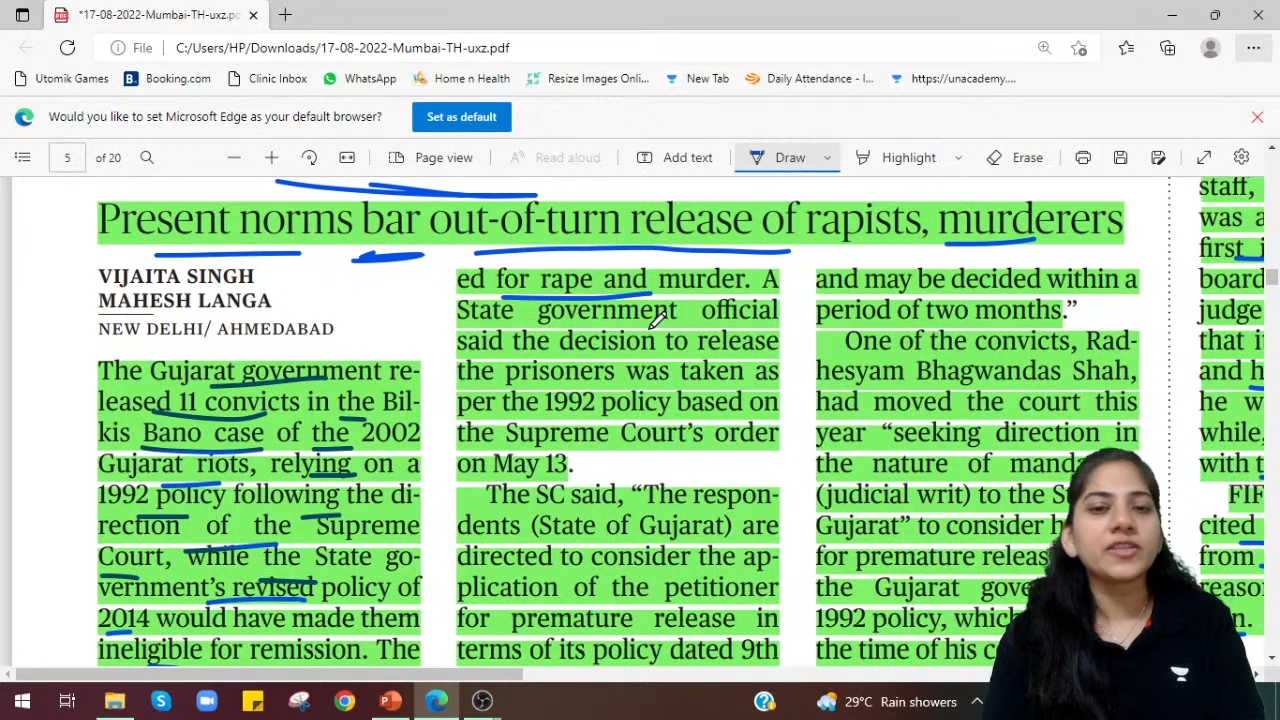 *17-08-2022-Mumbai-TH-uxz.pc
File C:/Users/HP/Downloads/17-08-2022-Mumbai-TH-uxz.pdf
Utomik Games Booking.com Clinic Inbox WhatsApp Home n Health Resize Images Onli... New Tab Daily Attendance - I... https://unacademy....
Would you like to set Microsoft Edge as your default browser? Set as default
5 of 20 Page view Read aloud Add text Draw Highlight Erase
Present norms bar out-of-turn release of rapists, murderers
VIJAITA SINGH
MAHESH LANGA
NEW DELHI/ AHMEDABAD
The Gujarat government re-
leased 11 convicts in the Bil-
kis Bano case of the 2002
Gujarat riots, relying on a
1992 policy following the di-
rection of the Supreme
Court, while the State go-
vernment's revised policy of
2014 would have made them
ineligible for remission. The
ed for rape and murder. A
State government official
said the decision to release
the prisoners was taken as
per the 1992 policy based on
the Supreme Court's order
on May 13.
The SC said, “The respon-
dents (State of Gujarat) are
directed to consider the ap-
plication of the petitioner
for premature release in
terms of its policy dated 9th
and may be decided within a
period of two months.”
One of the convicts, Rad-
hesyam Bhagwandas Shah,
had moved the court this
year “seeking direction in
the nature of
(judicial writ) to the
Gujarat” to consider
for premature
the Gujarat
1992 policy,
the time of his
staff,
was
first
board
judge
that
and
he
while,
with
FIF
cited
from
reaso
n.
29°C Rain showers